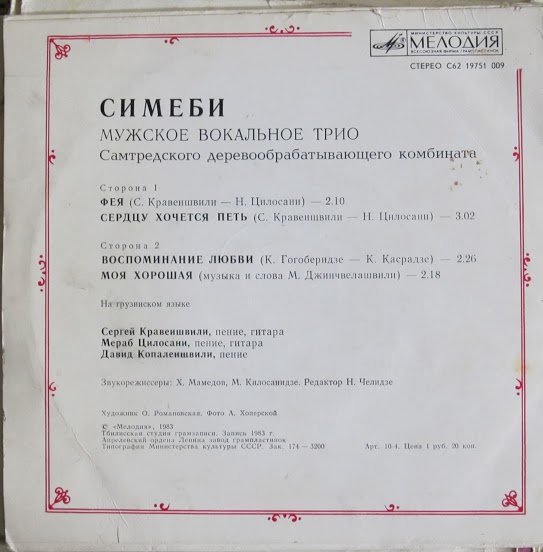 МИНИСТЕРСТВО КУЛЬТУРЫ СССР
МЕЛОДИЯ
ВСЕСОЮЗНАЯ ФИРМА ГРАМПЛАСТИНОК
СТЕРЕО С62 19751 009
СИМЕБИ
МУЖСКОЕ ВОКАЛЬНОЕ ТРИО
Самтредского деревообрабатывающего комбината
Сторона 1
ФЕЯ (С. Кравеишвили — Н. Цилосани) — 2.10
СЕРДЦУ ХОЧЕТСЯ ПЕТЬ (С. Кравеишвили — Н. Цилосани) — 3.02
Сторона 2
ВОСПОМИНАНИЕ ЛЮБВИ (К. Гогоберидзе — К. Касрадзе) — 2.26
МОЯ ХОРОШАЯ (музыка и слова М. Джинчвелашвили) — 2.18
На грузинском языке
Сергей Кравеишвили, пение, гитара
Мераб Цилосани, пение, гитара
Давид Копалеишвили, пение
Звукорежиссеры: Х. Мамедов, М. Килосанидзе. Редактор Н. Челидзе
Художник О. Романовская, Фото А. Хоперской
© «Мелодия», 1983
Тбилисская студия грамзаписи. Запись 1983 г.
Апрелевский ордена Ленина завод грампластинок
Типография Министерства культуры СССР. Зак. 174 — 3200 Арт. 10-4. Цена 1 руб. 20 коп.